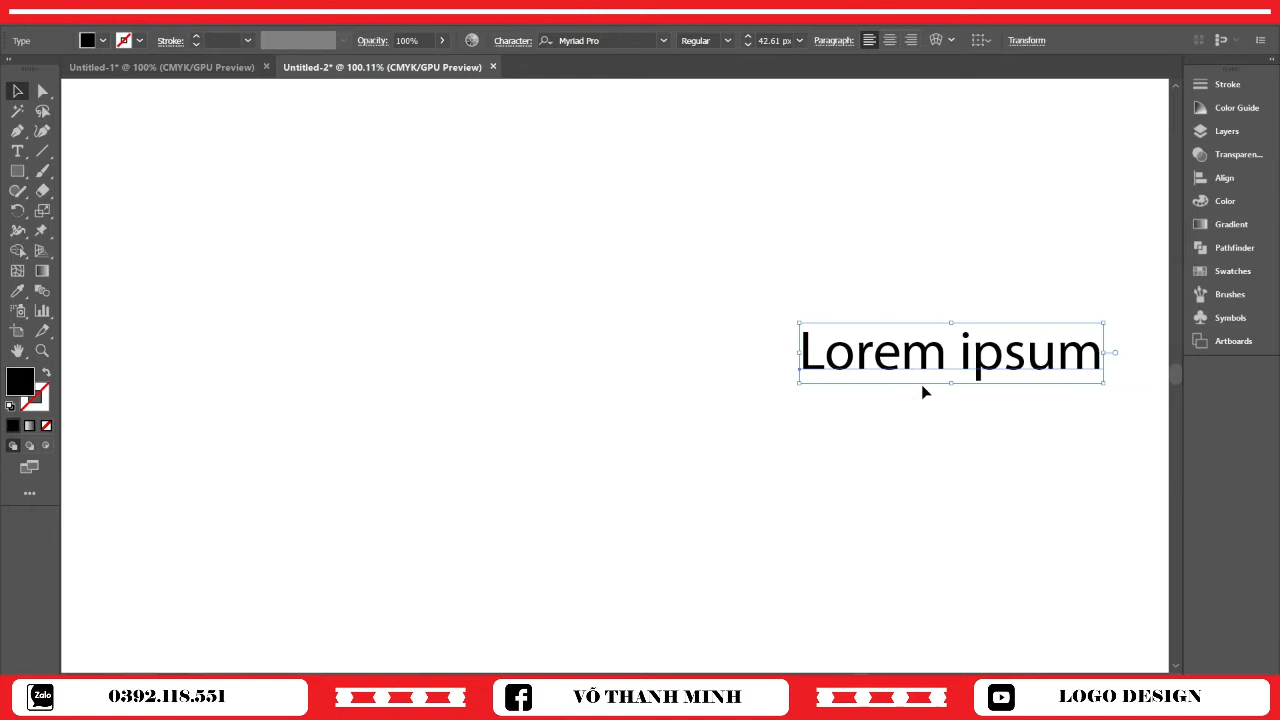 Type Stroke: Opacity: 100% Character: Myriad Pro Regular 42.61 px Paragraph: Transform
Untitled-1* @ 100% (CMYK/GPU Preview) × Untitled-2* @ 100.11% (CMYK/GPU Preview) ×
Stroke
Color Guide
Layers
Transparen...
Align
Color
Gradient
Pathfinder
Swatches
Brushes
Symbols
Artboards
Lorem ipsum
Zalo 0392.118.551 VÕ THANH MINH LOGO DESIGN